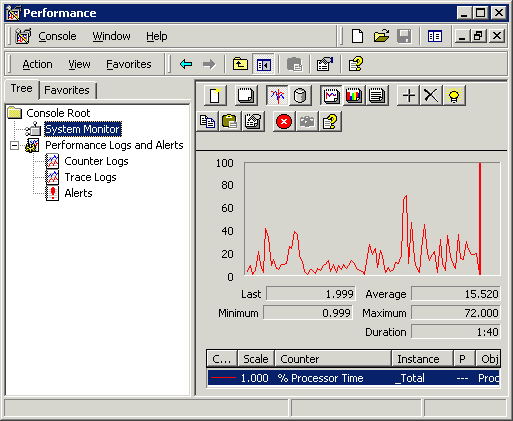 Performance
Console Window Help
Action View Favorites
Tree Favorites
Console Root
System Monitor
Performance Logs and Alerts
Counter Logs
Trace Logs
Alerts
100
80
60
40
20
0
Last 1.999 Average 15.520
Minimum 0.999 Maximum 72.000
Duration 1:40
C... Scale Counter Instance P Obj
1.000 % Processor Time _Total --- Proc